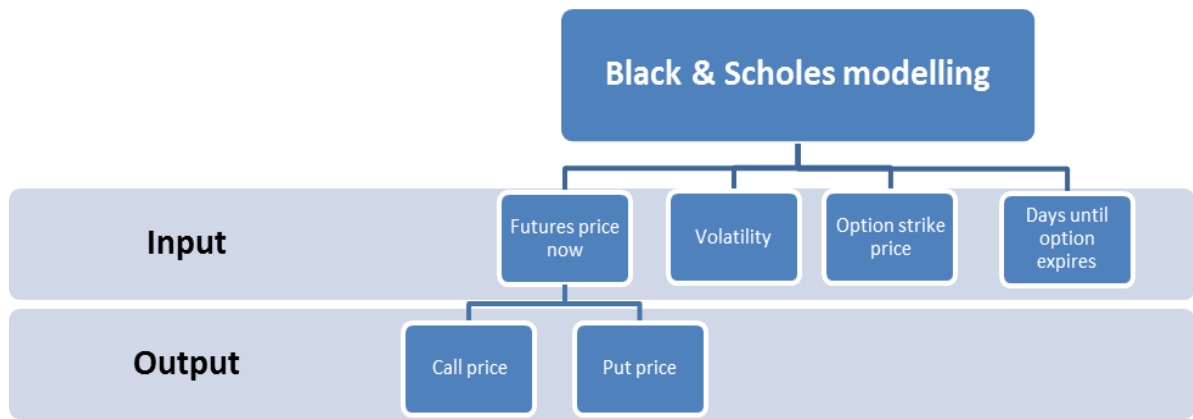 Black & Scholes modelling
Input
Futures price
now
Volatility
Option strike
price
Days until
option
expires
Output
Call price
Put price